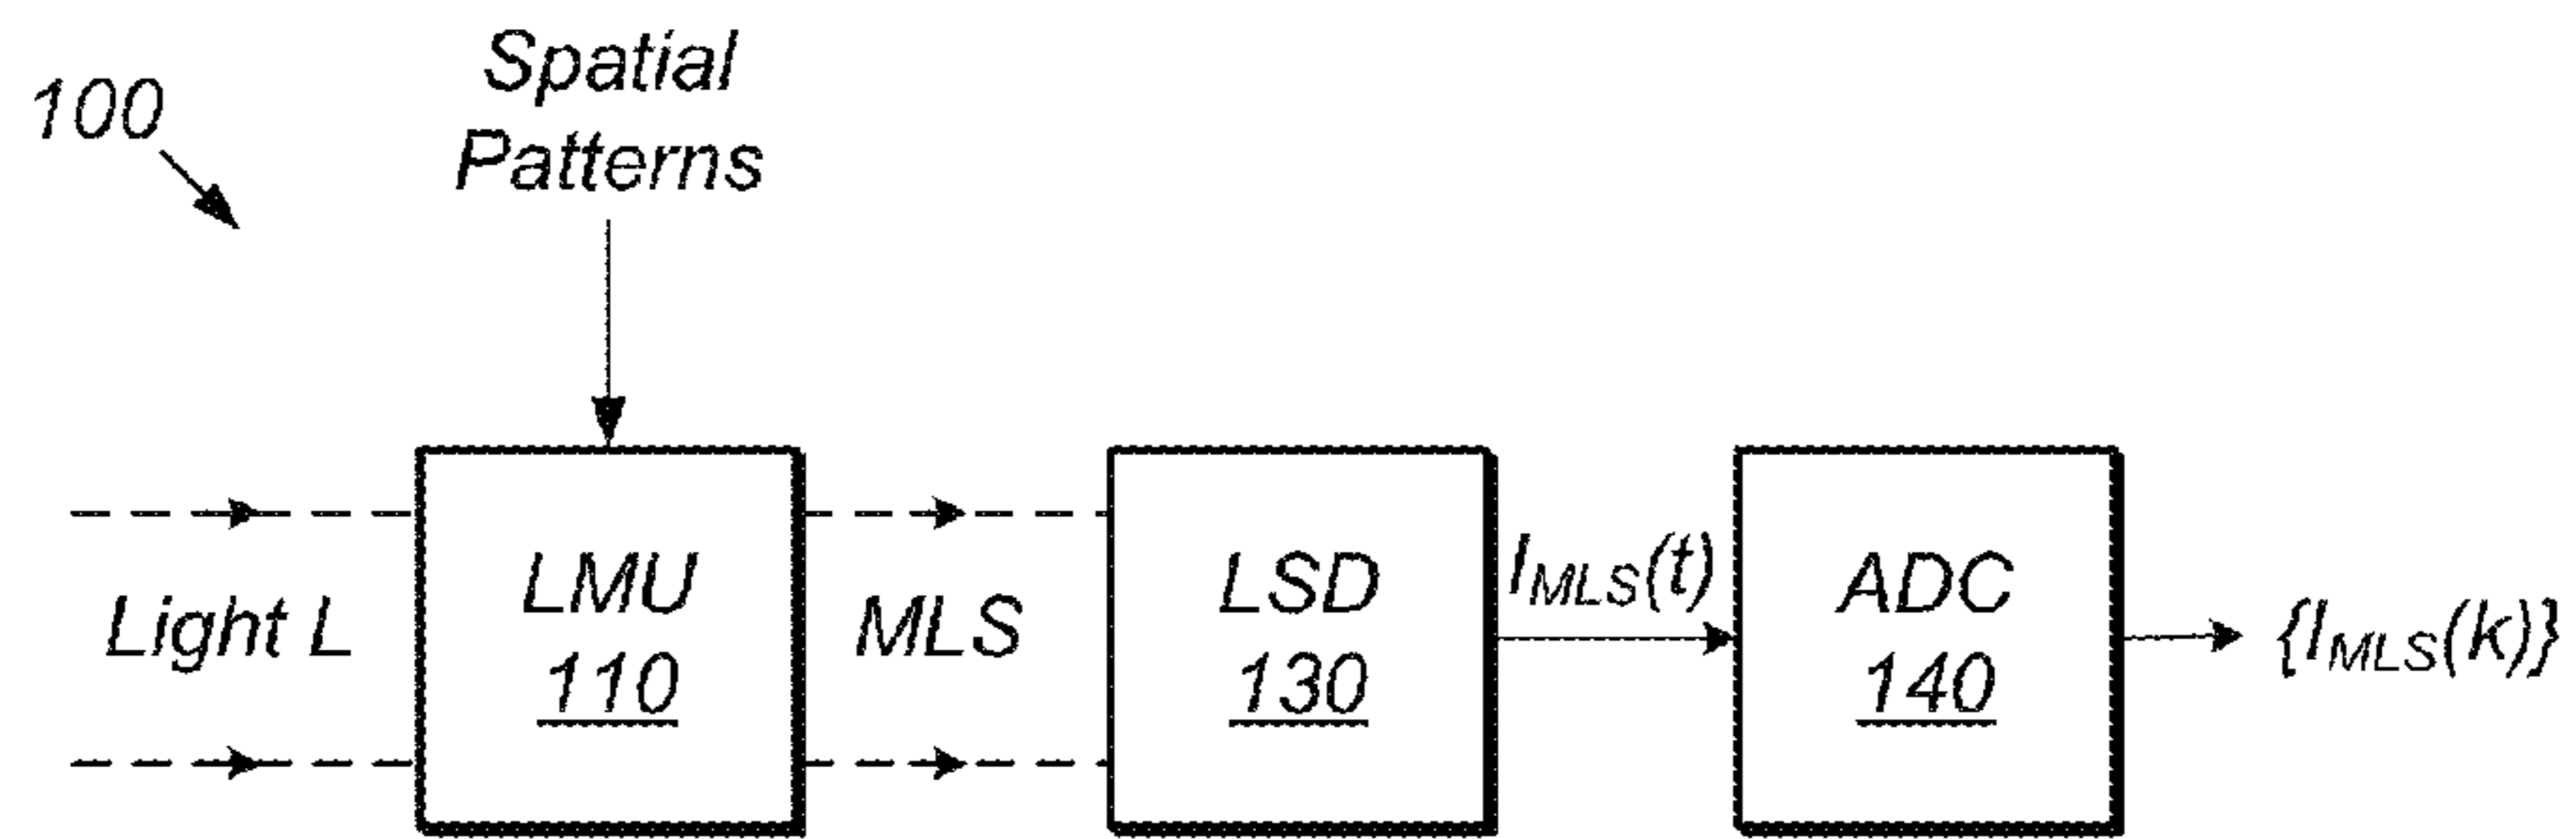 100
Spatial
Patterns
Light L
LMU
110
MLS
LSD
130
I_MLS(t)
ADC
140
{I_MLS(k)}